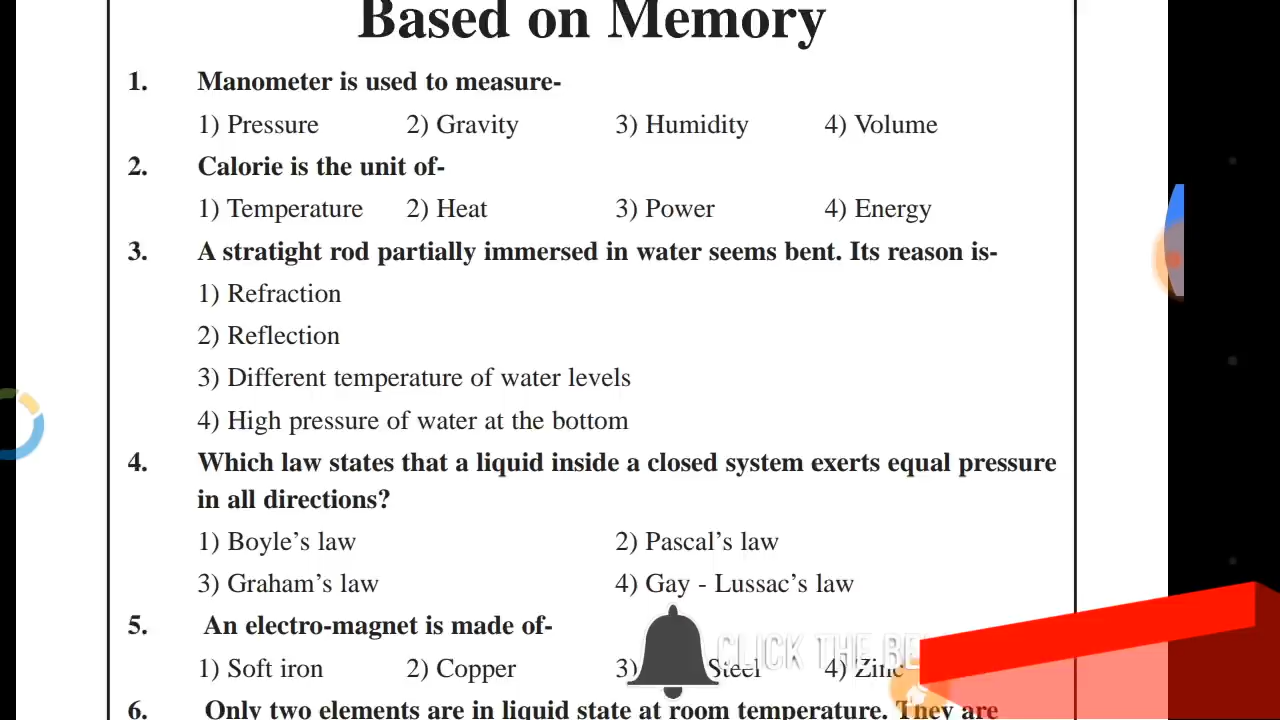 Based on Memory
1. Manometer is used to measure-
1) Pressure 2) Gravity 3) Humidity 4) Volume
2. Calorie is the unit of-
1) Temperature 2) Heat 3) Power 4) Energy
3. A stratight rod partially immersed in water seems bent. Its reason is-
1) Refraction
2) Reflection
3) Different temperature of water levels
4) High pressure of water at the bottom
4. Which law states that a liquid inside a closed system exerts equal pressure
in all directions?
1) Boyle's law 2) Pascal's law
3) Graham's law 4) Gay - Lussac's law
5. An electro-magnet is made of-
1) Soft iron 2) Copper 3) Steel 4) Zinc
CLICK THE BE
6. Only two elements are in liquid state at room temperature. They are